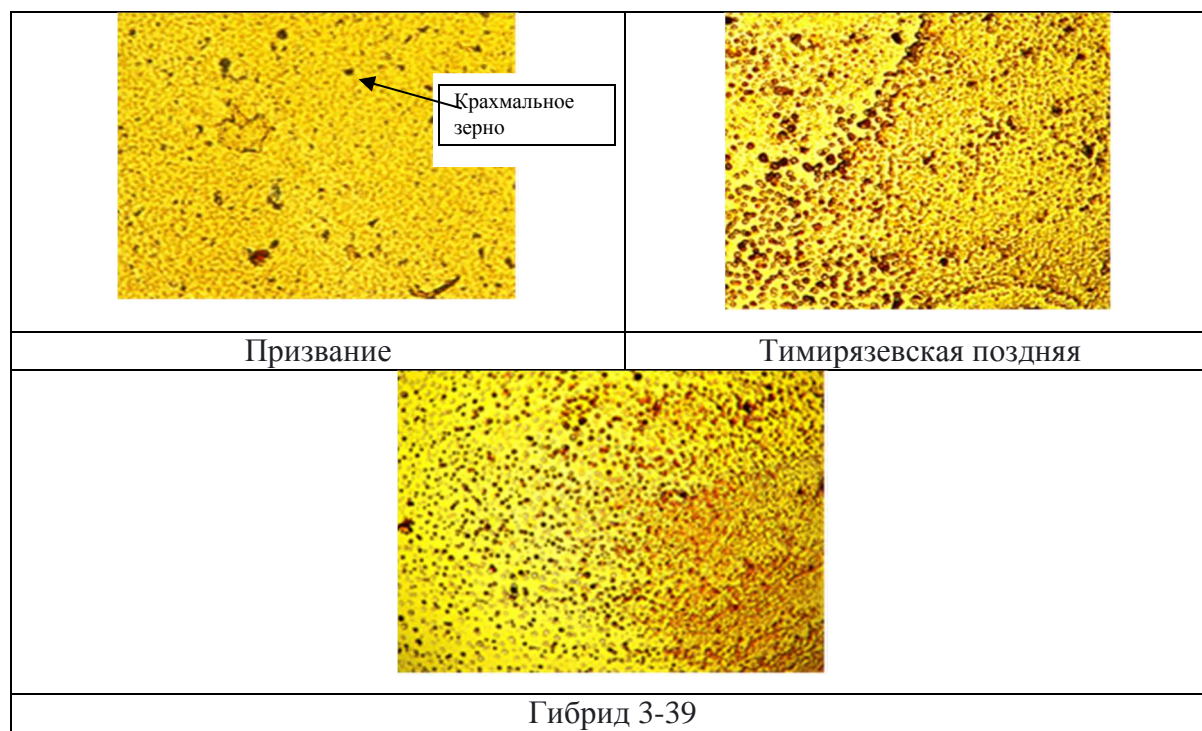 Крахмальное
зерно
Призвание
Тимирязевская поздняя
Гибрид 3-39